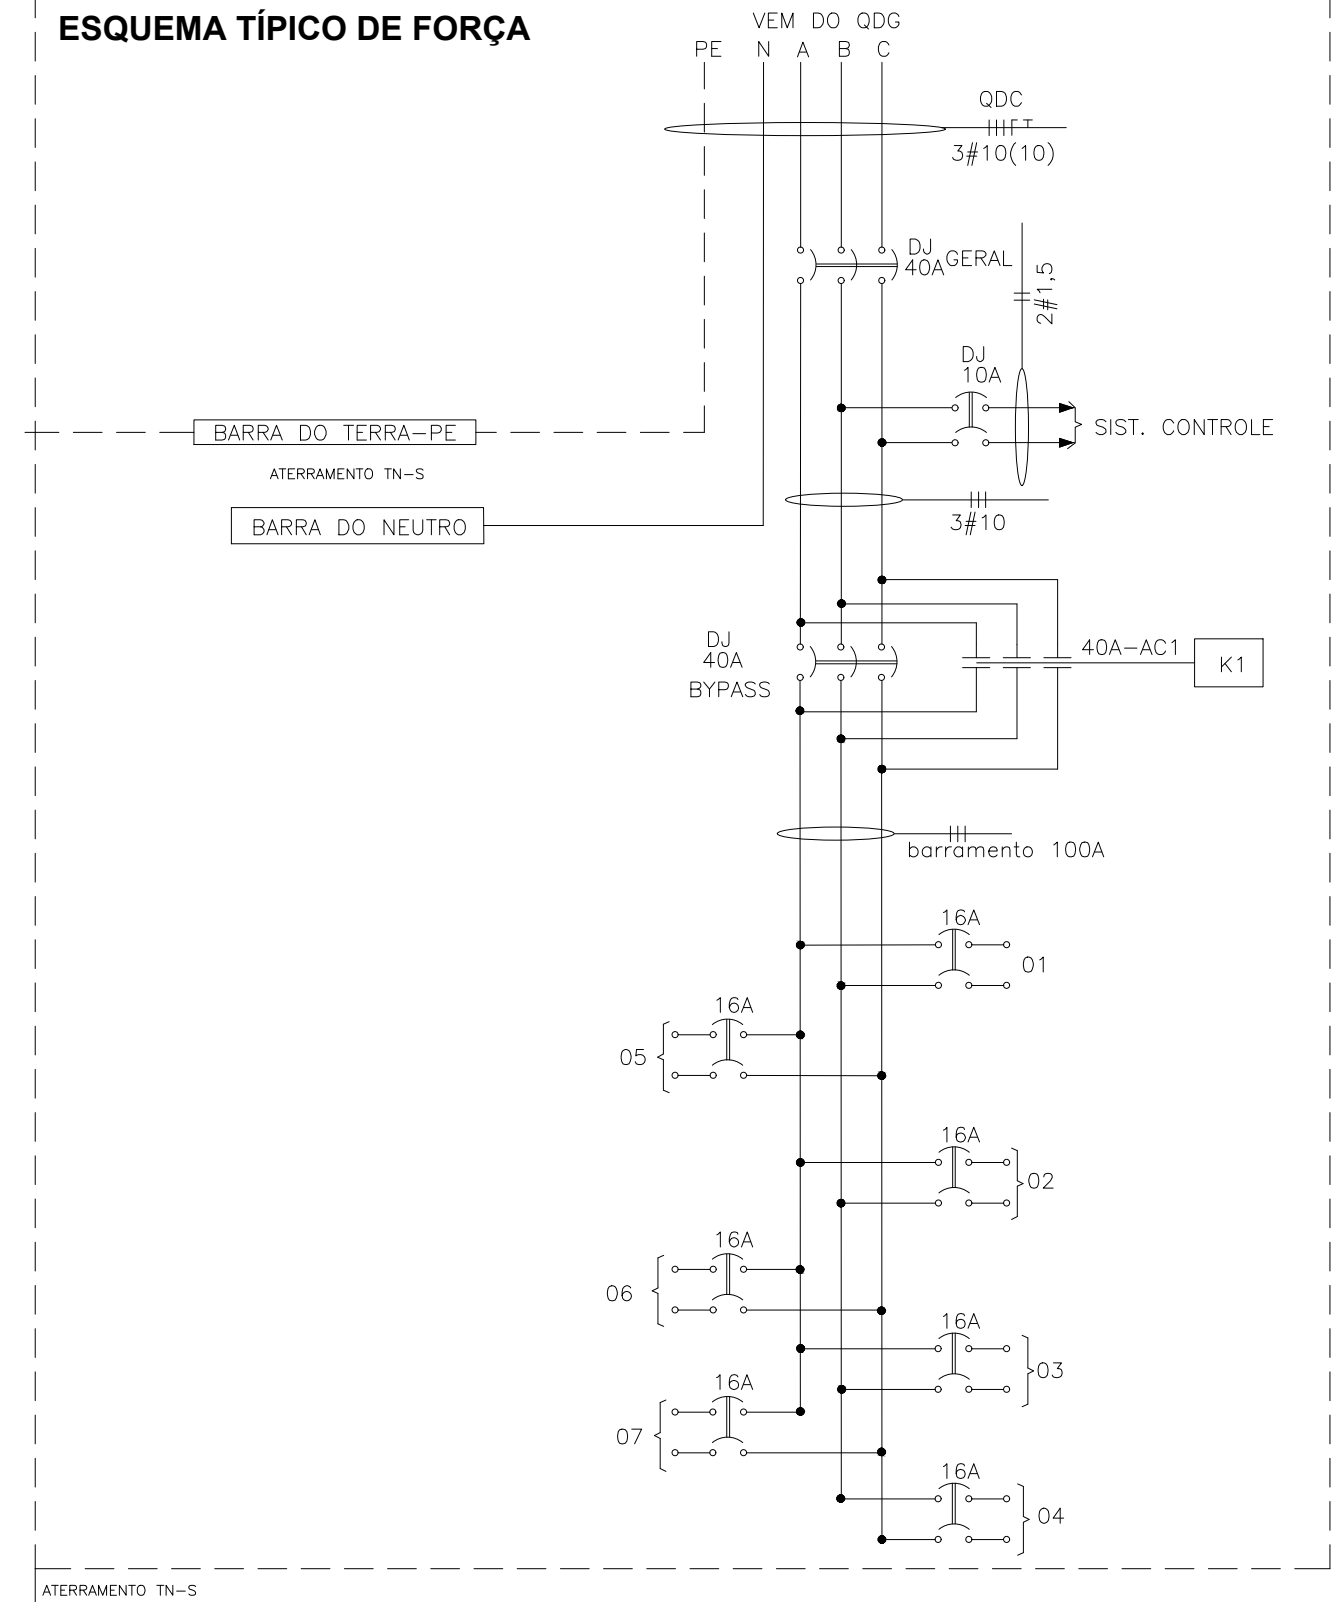 ESQUEMA TÍPICO DE FORÇA
VEM DO QDG
PE N A B C
QDC
3#10(10)
DJ
40A GERAL
2#1,5
DJ
10A
SIST. CONTROLE
BARRA DO TERRA-PE
ATERRAMENTO TN-S
BARRA DO NEUTRO
3#10
DJ
40A
BYPASS
40A-AC1
K1
barramento 100A
16A
01
16A
05
16A
02
16A
06
16A
03
16A
07
16A
04
ATERRAMENTO TN-S